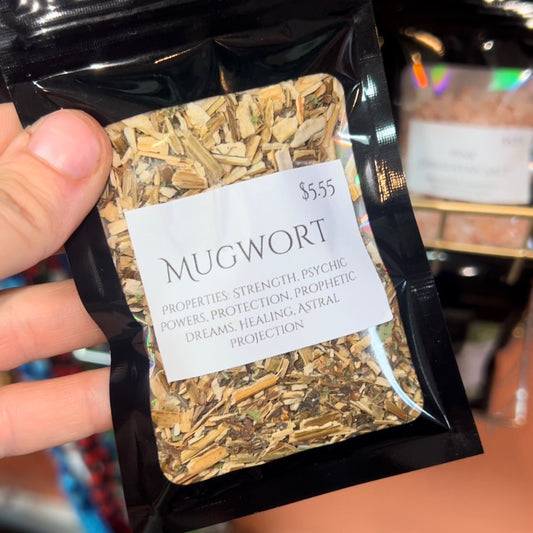 $5.55
Mugwort
Properties: Strength, Psychic
Powers, Protection, Prophetic
Dreams, Healing, Astral
Projection